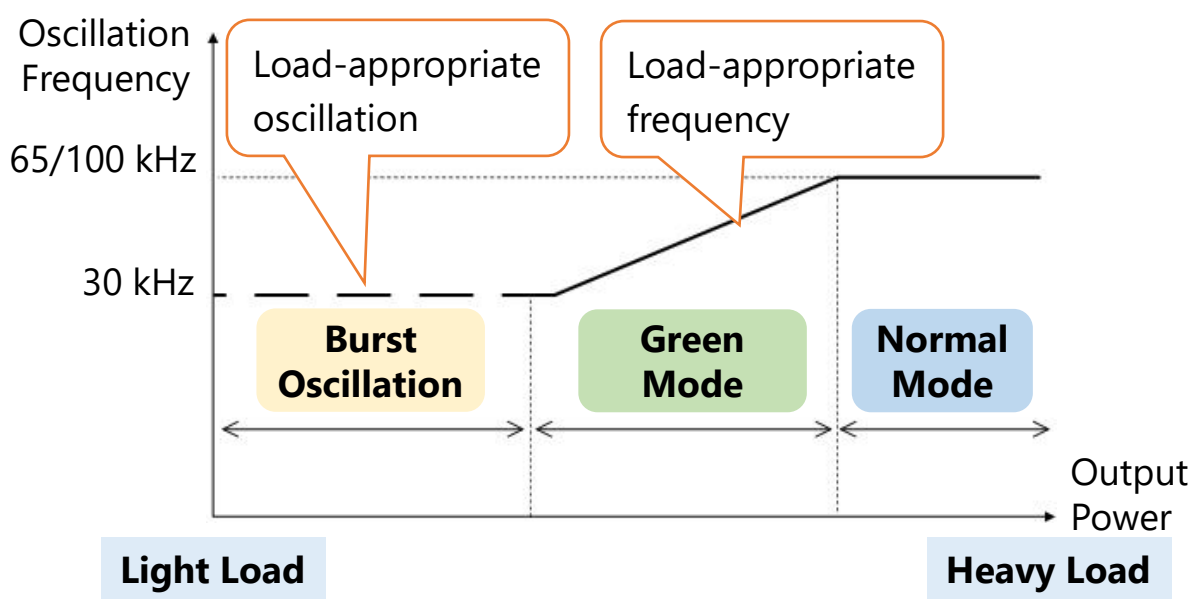 Oscillation
Frequency
Load-appropriate
oscillation
Load-appropriate
frequency
65/100 kHz
30 kHz
Burst
Oscillation
Green
Mode
Normal
Mode
Output
Power
Light Load
Heavy Load